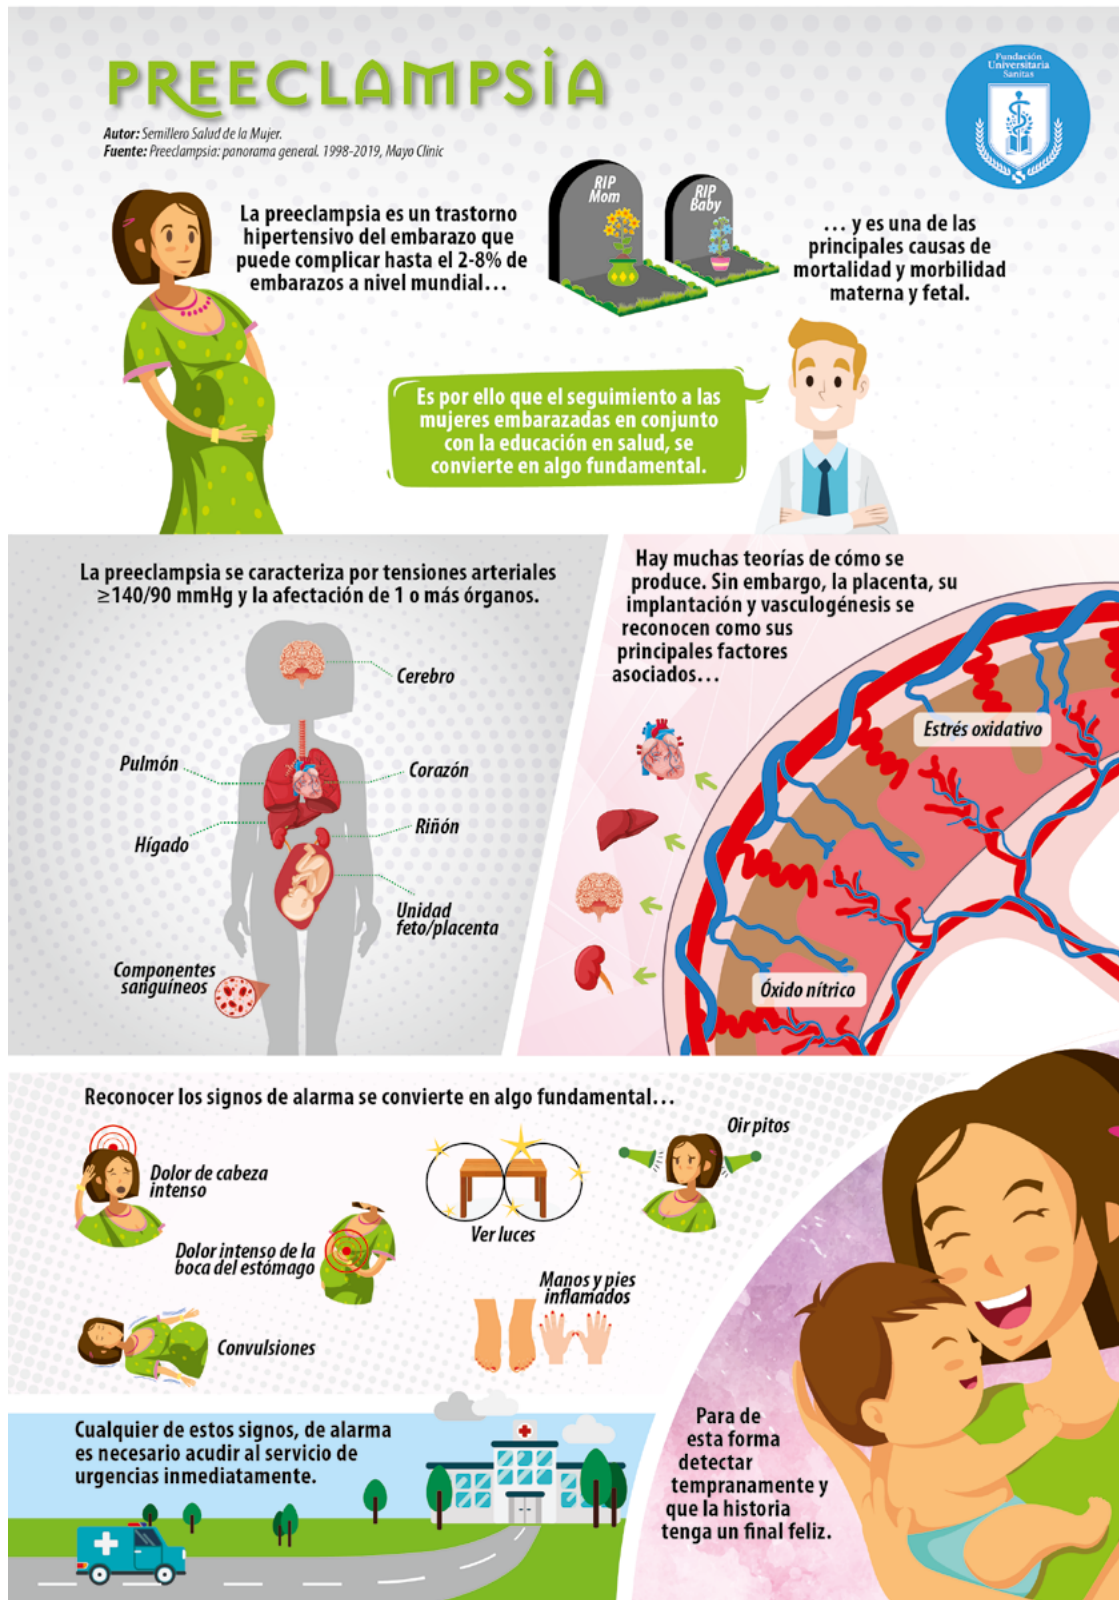 PREECLAMPSIA
Autor: Semillero Salud de la Mujer.
Fuente: Preeclampsia: panorama general. 1998-2019, Mayo Clinic
Fundación
Universitaria
Sanitas
La preeclampsia es un trastorno
hipertensivo del embarazo que
puede complicar hasta el 2-8% de
embarazos a nivel mundial...
RIP
Mom
RIP
Baby
... y es una de las
principales causas de
mortalidad y morbilidad
materna y fetal.
Es por ello que el seguimiento a las
mujeres embarazadas en conjunto
con la educación en salud, se
convierte en algo fundamental.
La preeclampsia se caracteriza por tensiones arteriales
≥140/90 mmHg y la afectación de 1 o más órganos.
Cerebro
Pulmón
Corazón
Hígado
Riñón
Unidad
feto/placenta
Componentes
sanguíneos
Hay muchas teorías de cómo se
produce. Sin embargo, la placenta, su
implantación y vasculogénesis se
reconocen como sus
principales factores
asociados...
Estrés oxidativo
Óxido nítrico
Reconocer los signos de alarma se convierte en algo fundamental...
Dolor de cabeza
intenso
Ver luces
Oir pitos
Dolor intenso de la
boca del estómago
Manos y pies
inflamados
Convulsiones
Cualquier de estos signos, de alarma
es necesario acudir al servicio de
urgencias inmediatamente.
Para de
esta forma
detectar
tempranamente y
que la historia
tenga un final feliz.